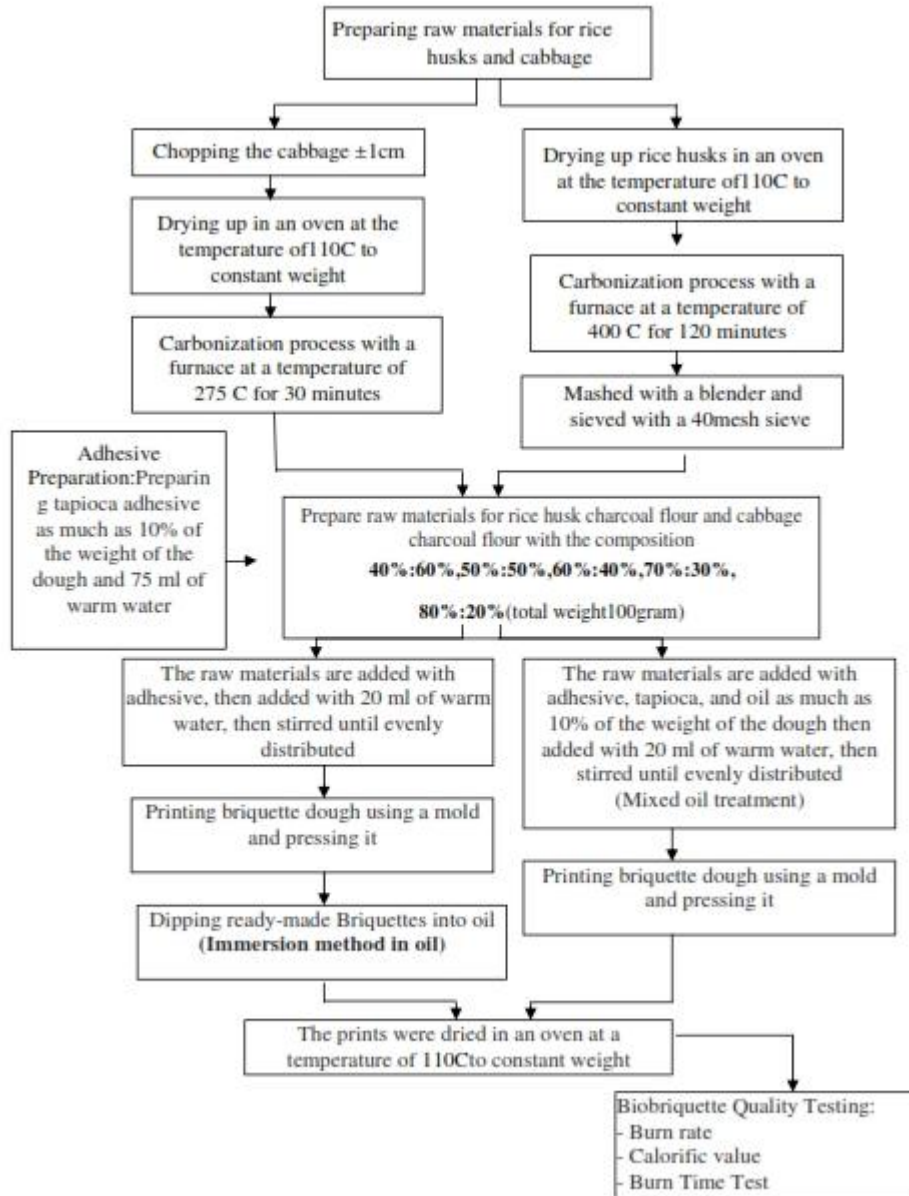 Preparing raw materials for rice
husks and cabbage
Chopping the cabbage ±1cm
Drying up rice husks in an oven
at the temperature of110C to
constant weight
Drying up in an oven at the
temperature of110C to
constant weight
Carbonization process with a
furnace at a temperature of
400 C for 120 minutes
Carbonization process with a
furnace at a temperature of
275 C for 30 minutes
Mashed with a blender and
sieved with a 40mesh sieve
Adhesive
Preparation:Preparin
g tapioca adhesive
as much as 10% of
the weight of the
dough and 75 ml of
warm water
Prepare raw materials for rice husk charcoal flour and cabbage
charcoal flour with the composition
40%:60%,50%:50%,60%:40%,70%:30%,
80%:20%(total weight100gram)
The raw materials are added with
adhesive, then added with 20 ml of warm
water, then stirred until evenly
distributed
The raw materials are added with
adhesive, tapioca, and oil as much as
10% of the weight of the dough then
added with 20 ml of warm water, then
stirred until evenly distributed
(Mixed oil treatment)
Printing briquette dough using a mold
and pressing it
Printing briquette dough using a mold
and pressing it
Dipping ready-made Briquettes into oil
(Immersion method in oil)
The prints were dried in an oven at a
temperature of 110Cto constant weight
Biobriquette Quality Testing:
- Burn rate
- Calorific value
- Burn Time Test